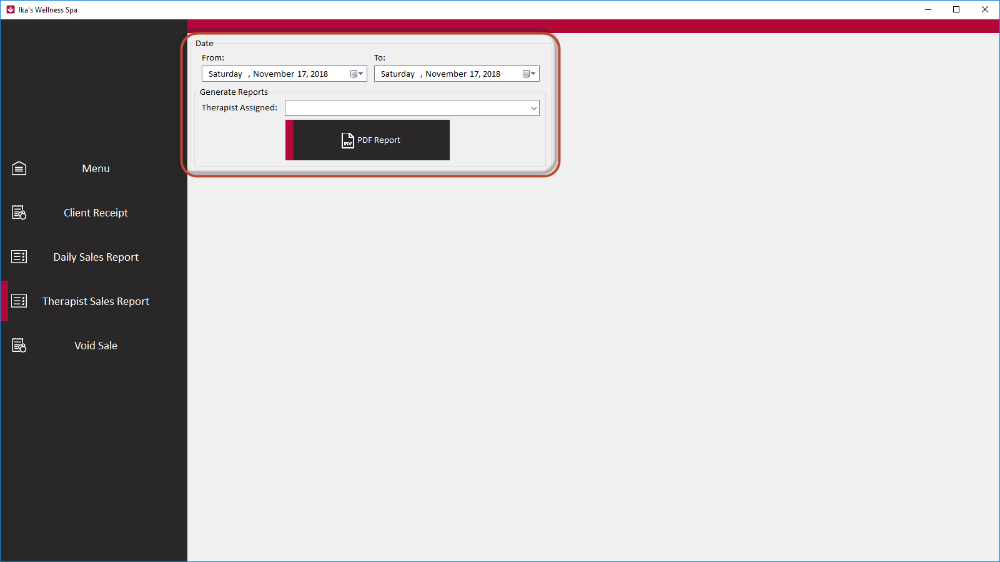 Ika's Wellness Spa
Date
From: To:
Saturday , November 17, 2018 Saturday , November 17, 2018
Generate Reports
Therapist Assigned:
PDF PDF Report
Menu
Client Receipt
Daily Sales Report
Therapist Sales Report
Void Sale